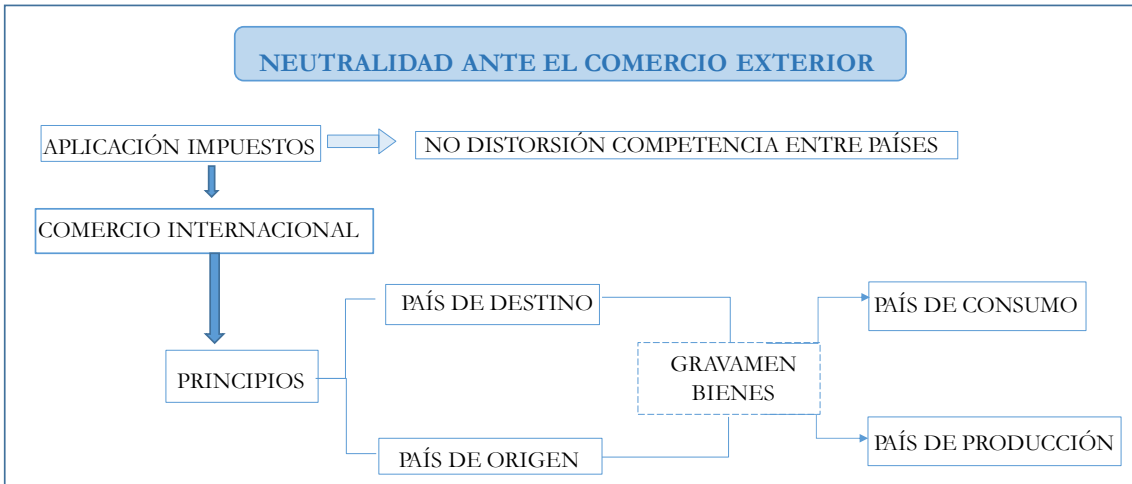 NEUTRALIDAD ANTE EL COMERCIO EXTERIOR
APLICACIÓN IMPUESTOS
NO DISTORSIÓN COMPETENCIA ENTRE PAÍSES
COMERCIO INTERNACIONAL
PAÍS DE DESTINO
PAÍS DE CONSUMO
PRINCIPIOS
GRAVAMEN
BIENES
PAÍS DE ORIGEN
PAÍS DE PRODUCCIÓN